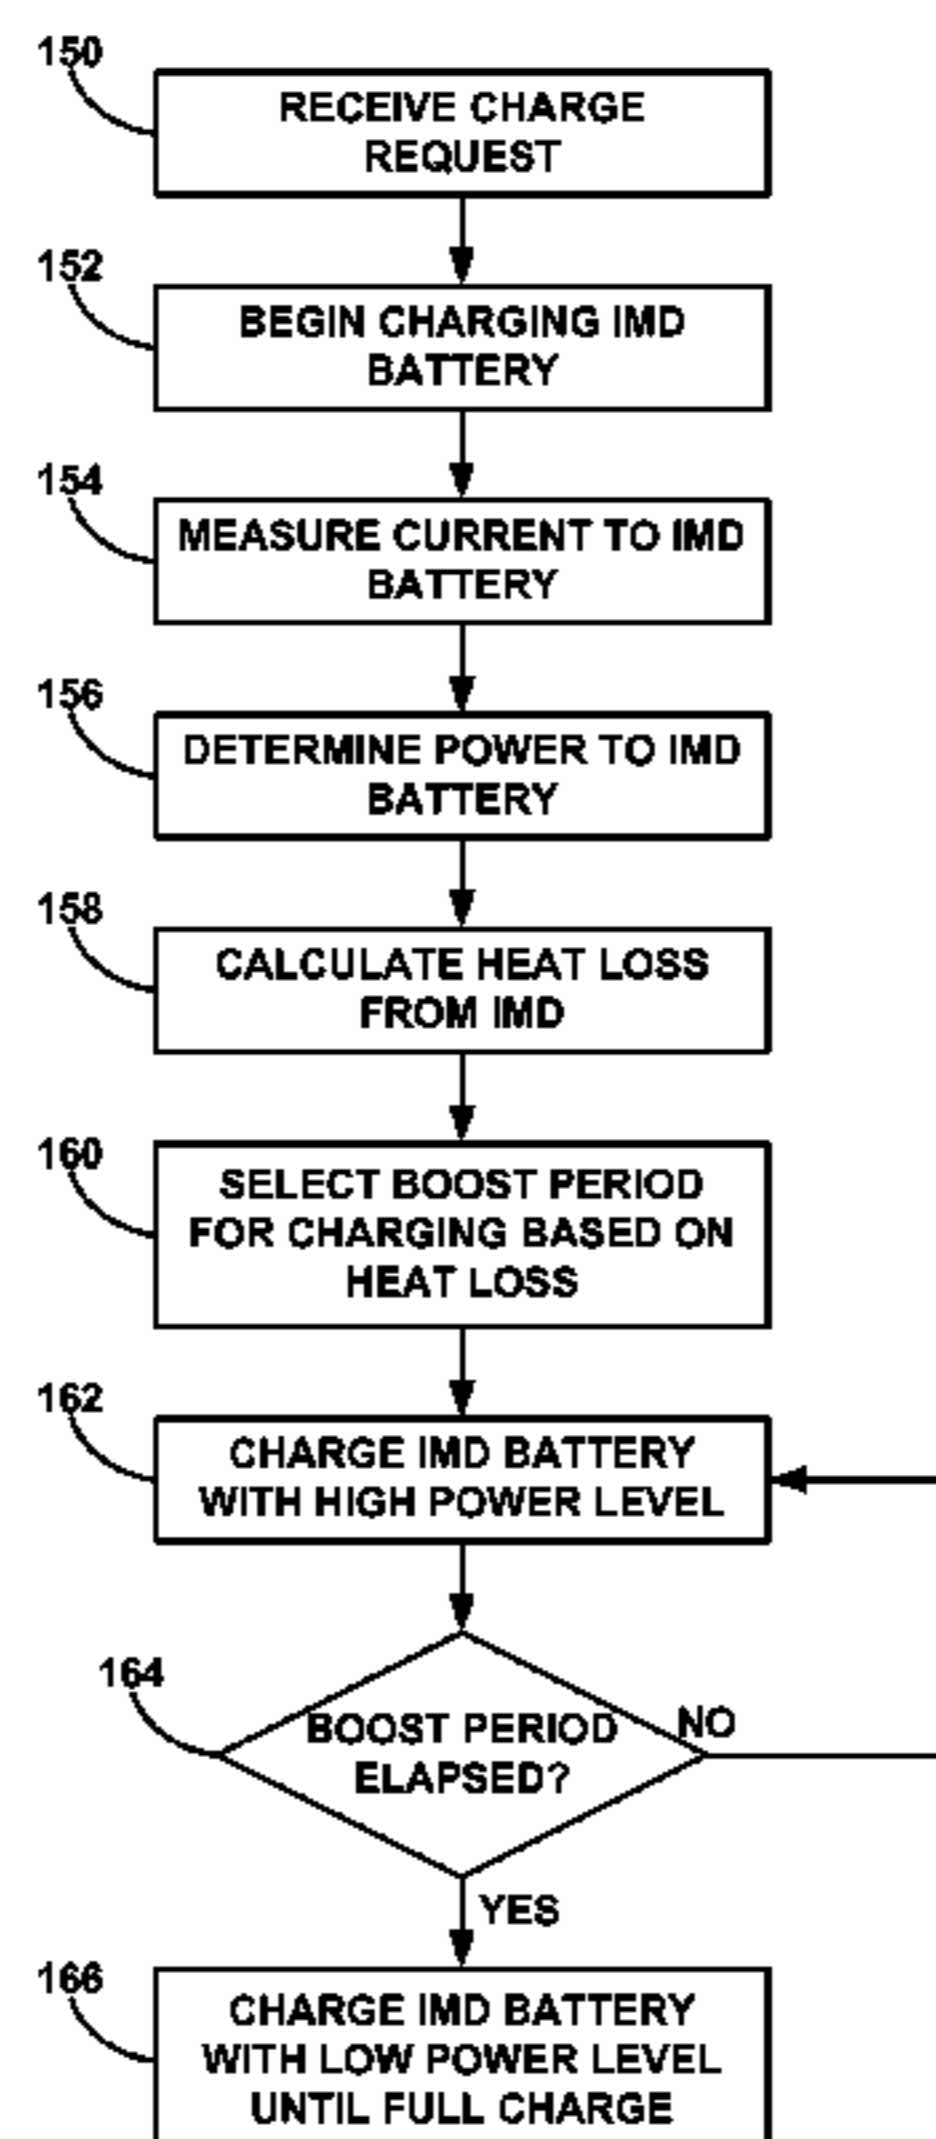 150
RECEIVE CHARGE
REQUEST
152
BEGIN CHARGING IMD
BATTERY
154
MEASURE CURRENT TO IMD
BATTERY
156
DETERMINE POWER TO IMD
BATTERY
158
CALCULATE HEAT LOSS
FROM IMD
160
SELECT BOOST PERIOD
FOR CHARGING BASED ON
HEAT LOSS
162
CHARGE IMD BATTERY
WITH HIGH POWER LEVEL
164
BOOST PERIOD
ELAPSED?
NO
YES
166
CHARGE IMD BATTERY
WITH LOW POWER LEVEL
UNTIL FULL CHARGE